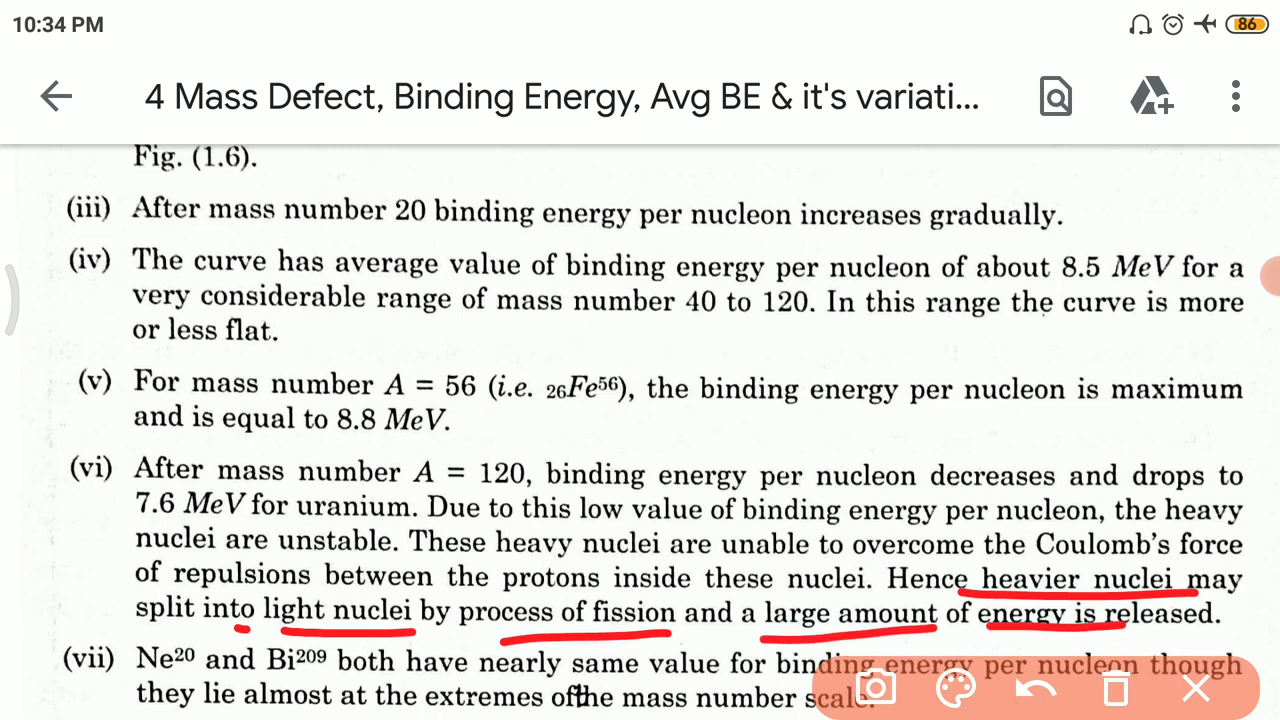 10:34 PM
86
4 Mass Defect, Binding Energy, Avg BE & it's variati...
Fig. (1.6).
(iii) After mass number 20 binding energy per nucleon increases gradually.
(iv) The curve has average value of binding energy per nucleon of about 8.5 MeV for a
very considerable range of mass number 40 to 120. In this range the curve is more
or less flat.
(v) For mass number A = 56 (i.e. ₂₆Fe⁵⁶), the binding energy per nucleon is maximum
and is equal to 8.8 MeV.
(vi) After mass number A = 120, binding energy per nucleon decreases and drops to
7.6 MeV for uranium. Due to this low value of binding energy per nucleon, the heavy
nuclei are unstable. These heavy nuclei are unable to overcome the Coulomb's force
of repulsions between the protons inside these nuclei. Hence heavier nuclei may
split into light nuclei by process of fission and a large amount of energy is released.
(vii) Ne²⁰ and Bi²⁰⁹ both have nearly same value for binding energy per nucleon though
they lie almost at the extremes of the mass number scale.